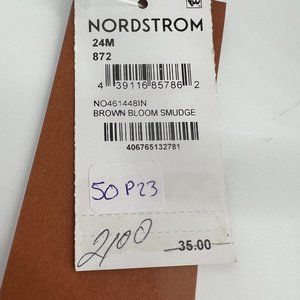 NORDSTROM
24M
872
4 39116 85786 2
NO461448IN
BROWN BLOOM SMUDGE
406765132781
50 P23
2100
35.00